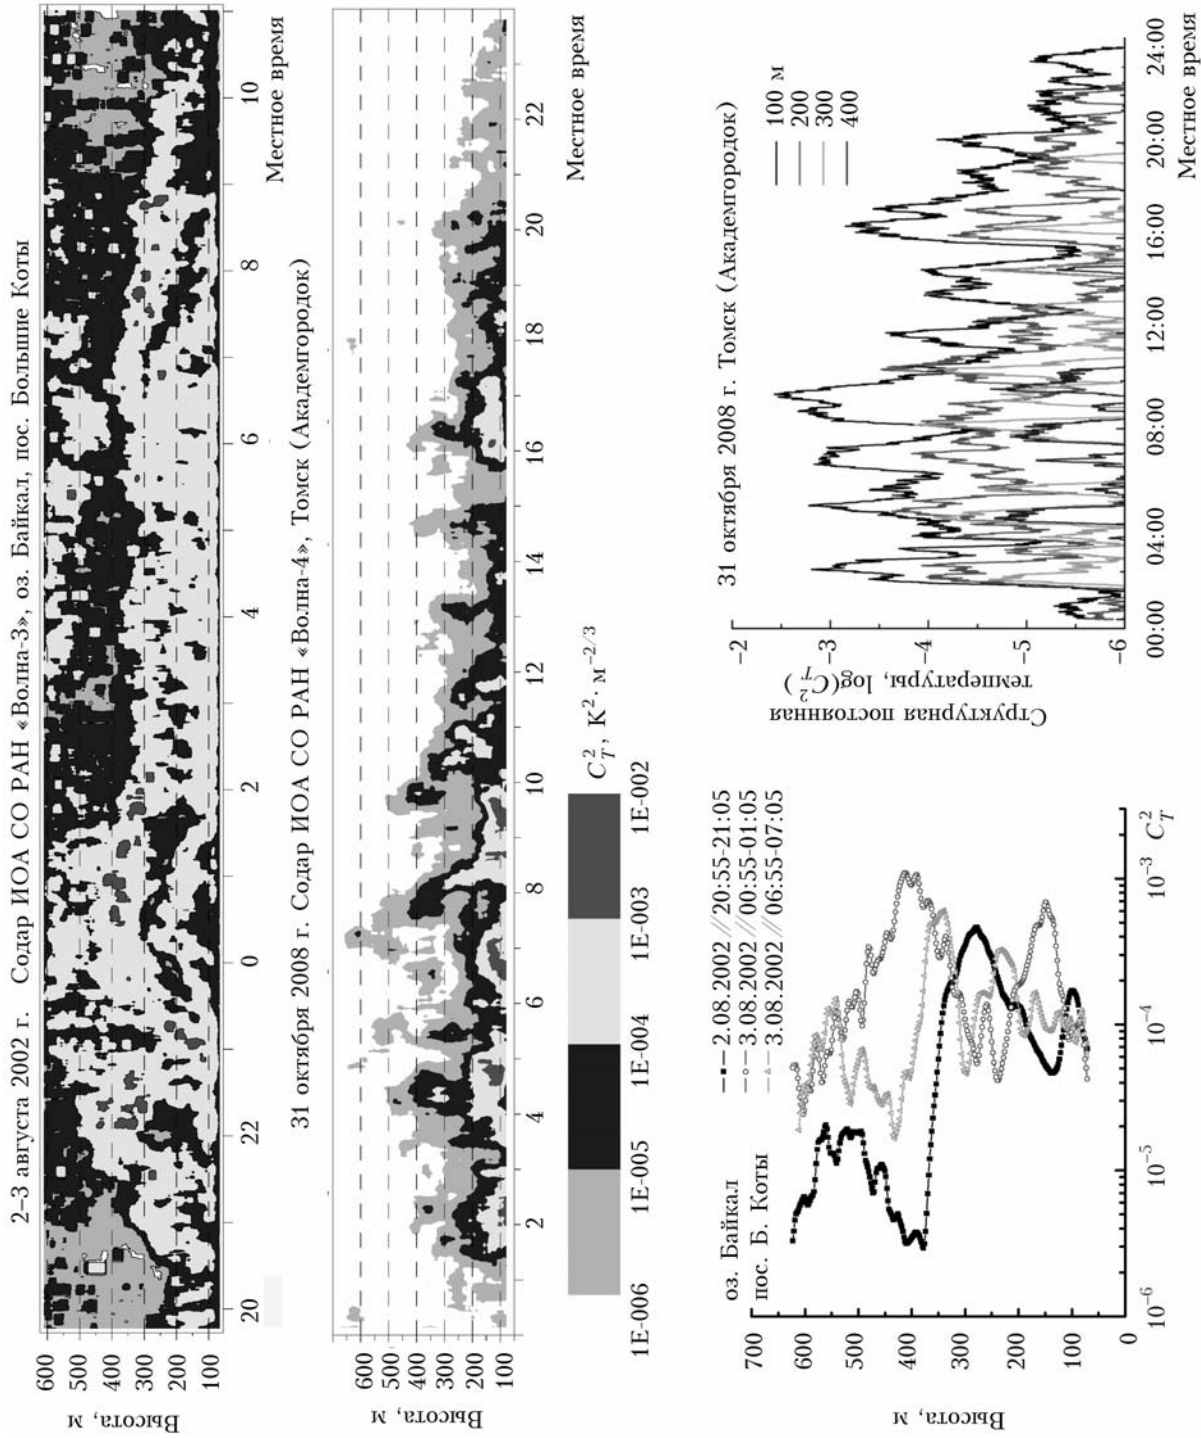 2–3 августа 2002 г. Содар ИОА СО РАН «Волна-3», оз. Байкал, пос. Большие Коты
600
500
400
300
200
100
Высота, м
20 22 0 2 4 6 8 10
Местное время
31 октября 2008 г. Содар ИОА СО РАН «Волна-4», Томск (Академгородок)
600
500
400
300
200
100
Высота, м
2 4 6 8 10 12 14 16 18 20 22
Местное время
1E-006 1E-005 1E-004 1E-003 1E-002
C_T^2, К^2· м^{-2/3}
оз. Байкал
пос. Б. Коты
2.08.2002 //20:55-21:05
3.08.2002 //00:55-01:05
3.08.2002 //06:55-07:05
700
600
500
400
300
200
100
0
Высота, м
10^{-6} 10^{-5} 10^{-4} 10^{-3} C_T^2
31 октября 2008 г. Томск (Академгородок)
100 м
200
300
400
Структурная постоянная
температуры, log(C_T^2)
−2
−3
−4
−5
−6
00:00 04:00 08:00 12:00 16:00 20:00 24:00
Местное время